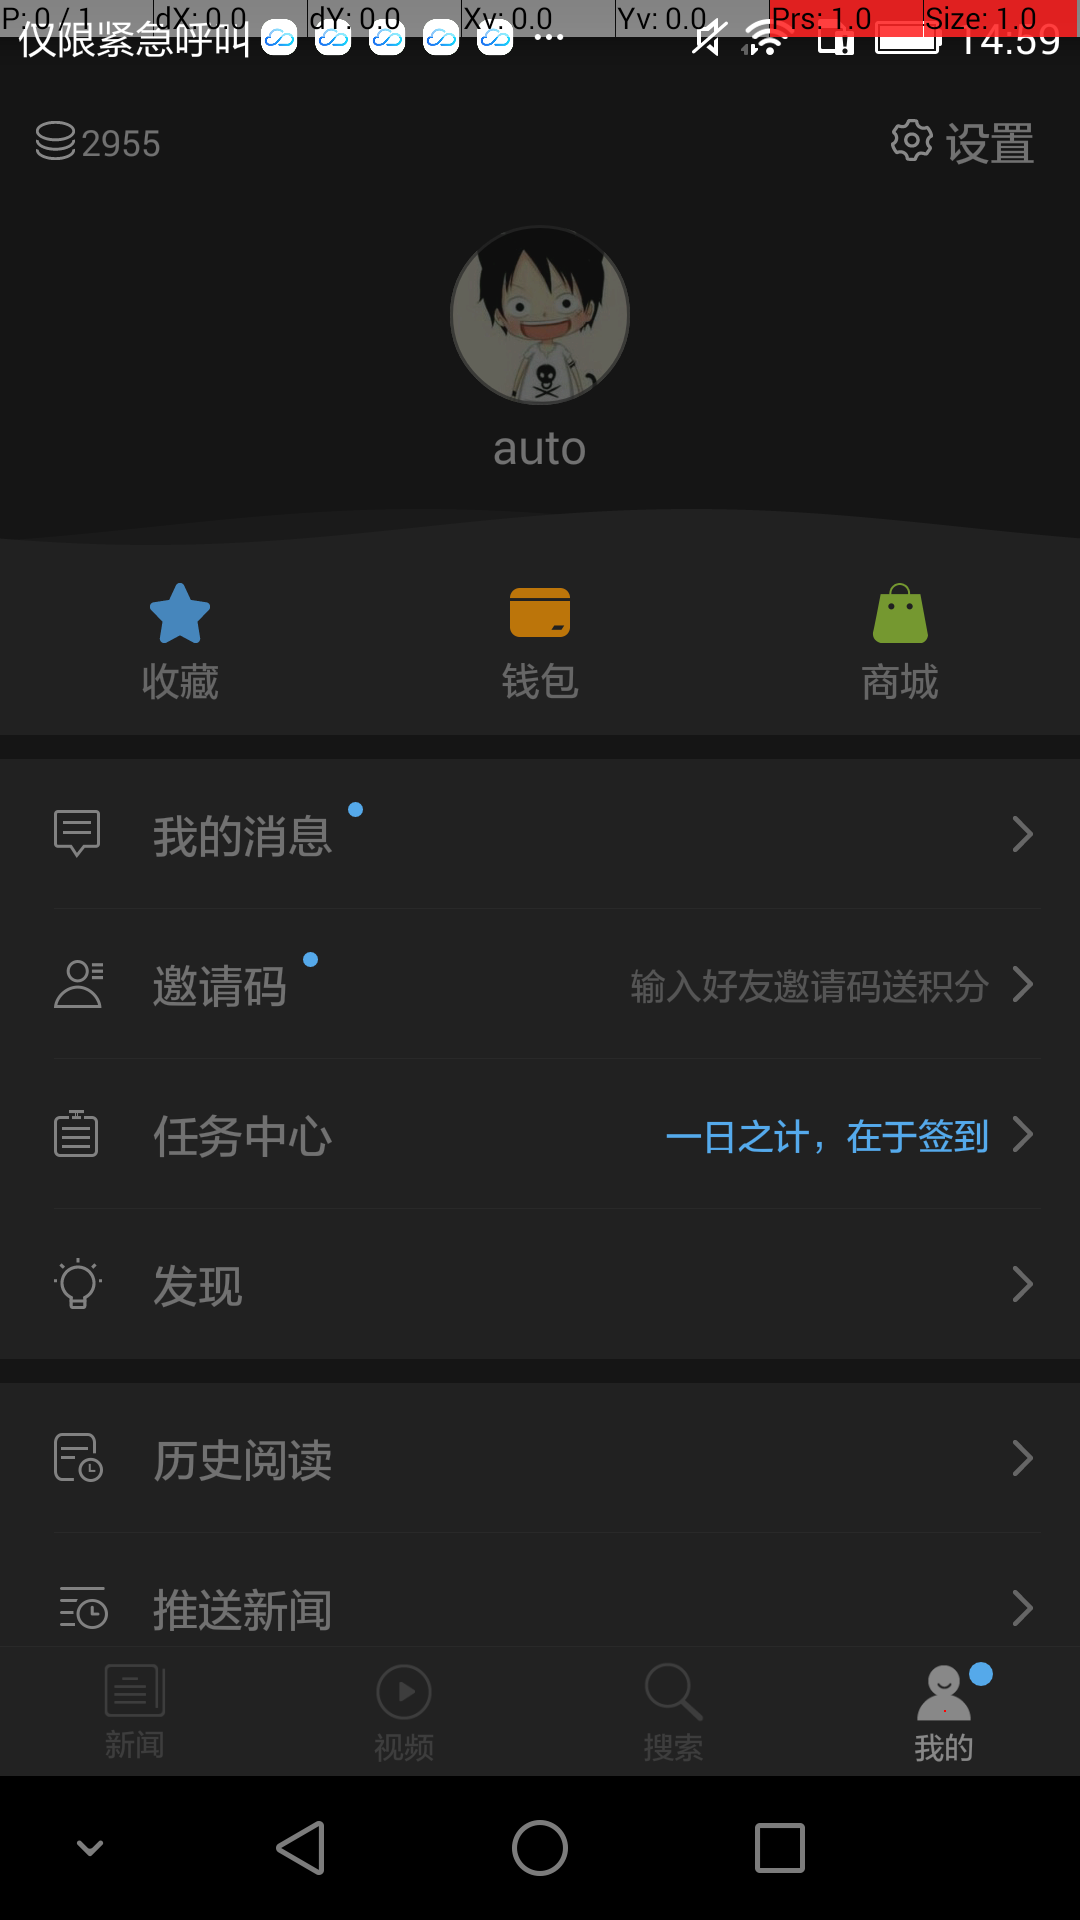 P: 0 / 1 dX: 0.0 dY: 0.0 Xv: 0.0 Yv: 0.0 Prs: 1.0 Size: 1.0
仅限紧急呼叫 ... 14:59
2955 设置
auto
收藏 钱包 商城
我的消息
邀请码 输入好友邀请码送积分
任务中心 一日之计，在于签到
发现
历史阅读
推送新闻
新闻 视频 搜索 我的